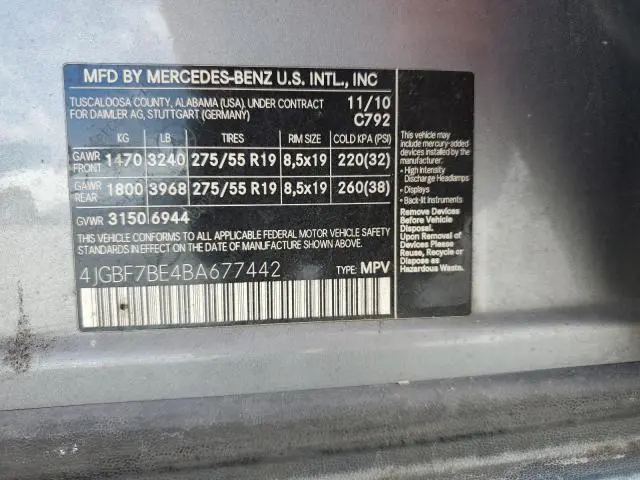 MFD BY MERCEDES-BENZ U.S. INTL., INC
TUSCALOOSA COUNTY, ALABAMA (USA), UNDER CONTRACT 11/10
FOR DAIMLER AG, STUTTGART (GERMANY) C792
KG LB TIRES RIM SIZE COLD KPA (PSI)
GAWR FRONT 1470 3240 275/55 R19 8,5x19 220(32)
GAWR REAR 1800 3968 275/55 R19 8,5x19 260(38)
GVWR 3150 6944
THIS VEHICLE CONFORMS TO ALL APPLICABLE FEDERAL MOTOR VEHICLE SAFETY
STANDARDS IN EFFECT ON THE DATE OF MANUFACTURE SHOWN ABOVE.
4JGBF7BE4BA677442 TYPE: MPV
This vehicle may
include mercury-added
devices installed by the
manufacturer:
• High Intensity
Discharge Headlamps
• Displays
• Back-lit Instruments
Remove Devices
Before Vehicle Disposal.
Upon Removal of
Devices Please
Reuse, Recycle or
Dispose as
Hazardous Waste.